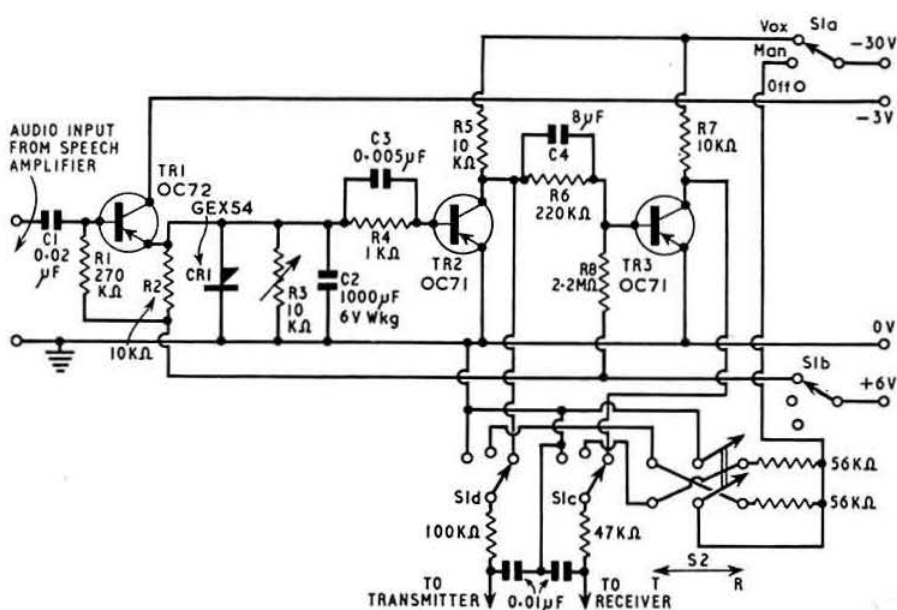 Vox
S1a
−30V
Man
Off
−3V
AUDIO INPUT
FROM SPEECH
AMPLIFIER
TR1
OC72
GEX54
C3
0.005µF
R5
10
KΩ
8µF
C4
R7
10KΩ
C1
0.02
µF
R1
270
KΩ
R2
CR1
R3
10
KΩ
R4
1KΩ
C2
1000µF
6V Wkg
TR2
OC71
R6
220KΩ
R8
2·2MΩ
TR3
OC71
10KΩ
0V
S1b
+6V
56KΩ
56KΩ
S1d
S1c
100KΩ
47KΩ
S2
T
R
TO
TRANSMITTER
0.01µF
TO
RECEIVER